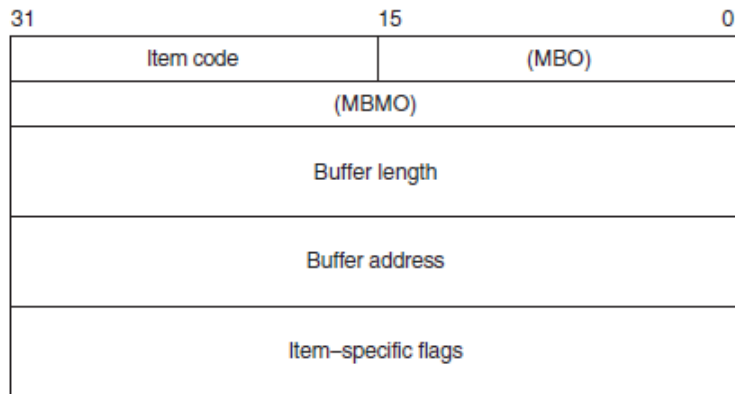 31 15 0
Item code (MBO)
(MBMO)
Buffer length
Buffer address
Item–specific flags